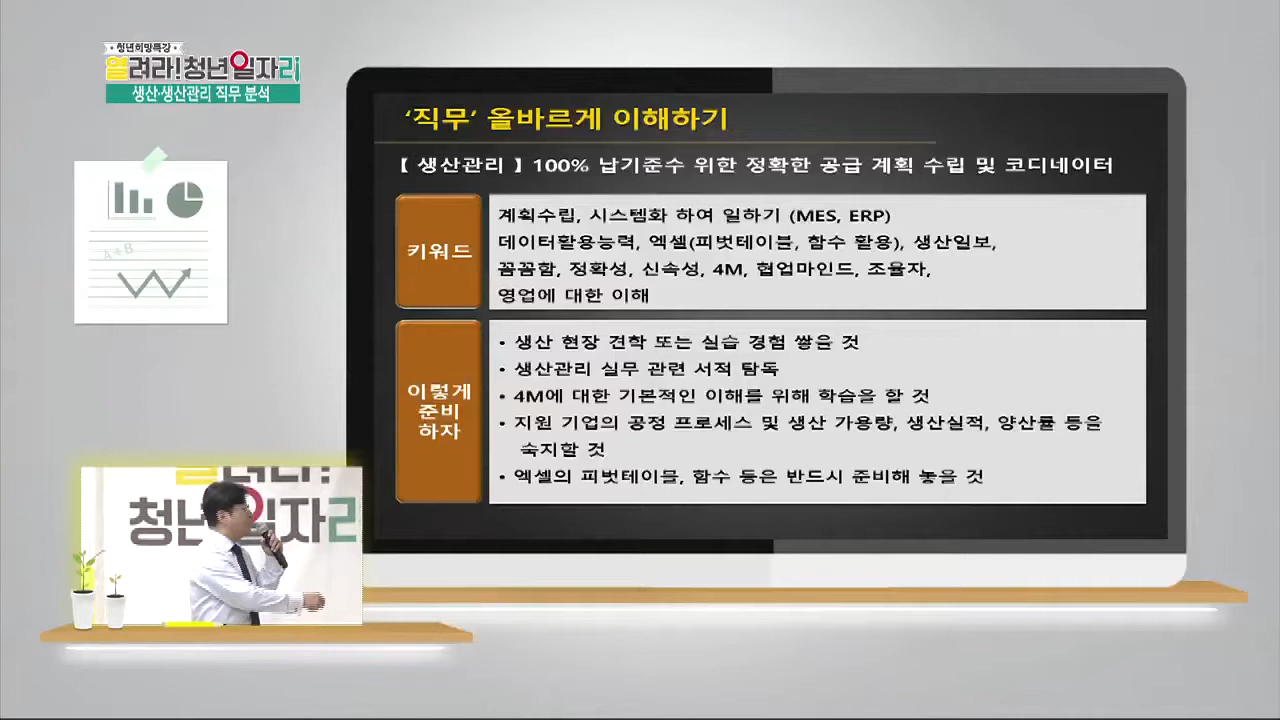 청년희망특강
열려라!청년일자리
생산·생산관리 직무 분석
A+B
‘직무’ 올바르게 이해하기
【 생산관리 】 100% 납기준수 위한 정확한 공급 계획 수립 및 코디네이터
키워드
계획수립, 시스템화 하여 일하기 (MES, ERP)
데이터활용능력, 엑셀(피벗테이블, 함수 활용), 생산일보,
꼼꼼함, 정확성, 신속성, 4M, 협업마인드, 조율자,
영업에 대한 이해
이렇게
준비
하자
• 생산 현장 견학 또는 실습 경험 쌓을 것
• 생산관리 실무 관련 서적 탐독
• 4M에 대한 기본적인 이해를 위해 학습을 할 것
• 지원 기업의 공정 프로세스 및 생산 가용량, 생산실적, 양산률 등을
숙지할 것
• 엑셀의 피벗테이블, 함수 등은 반드시 준비해 놓을 것
열려라!
청년일자리